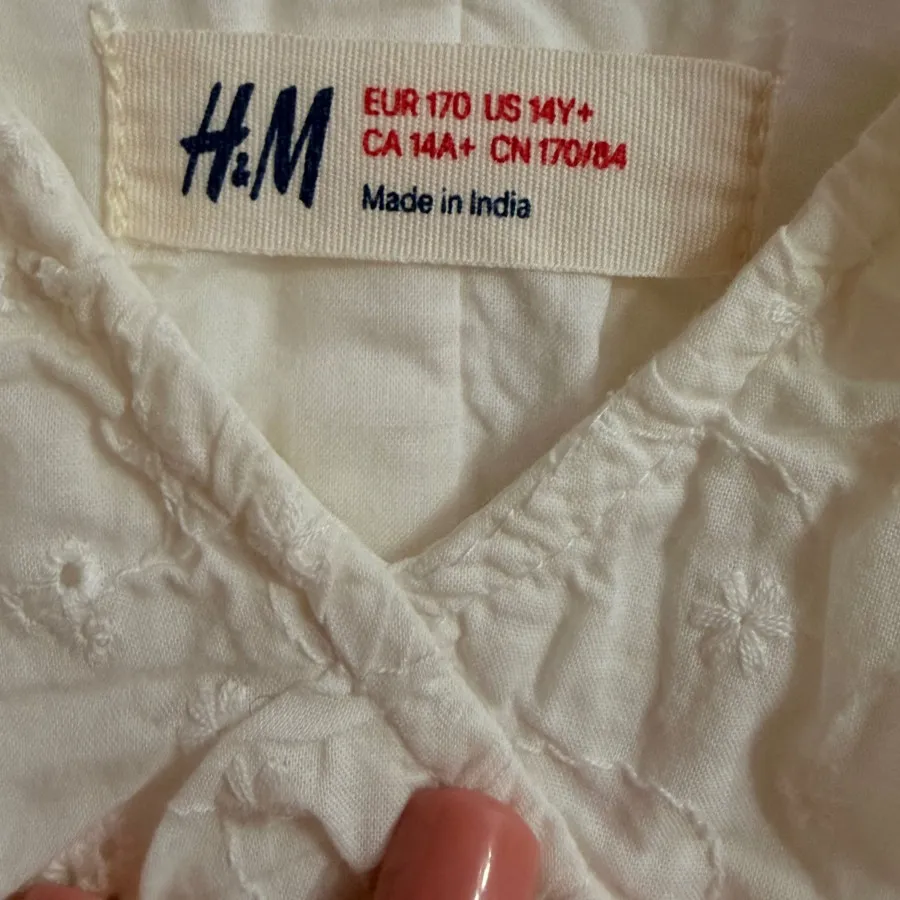 H&M
EUR 170 US 14Y+
CA 14A+ CN 170/84
Made in India